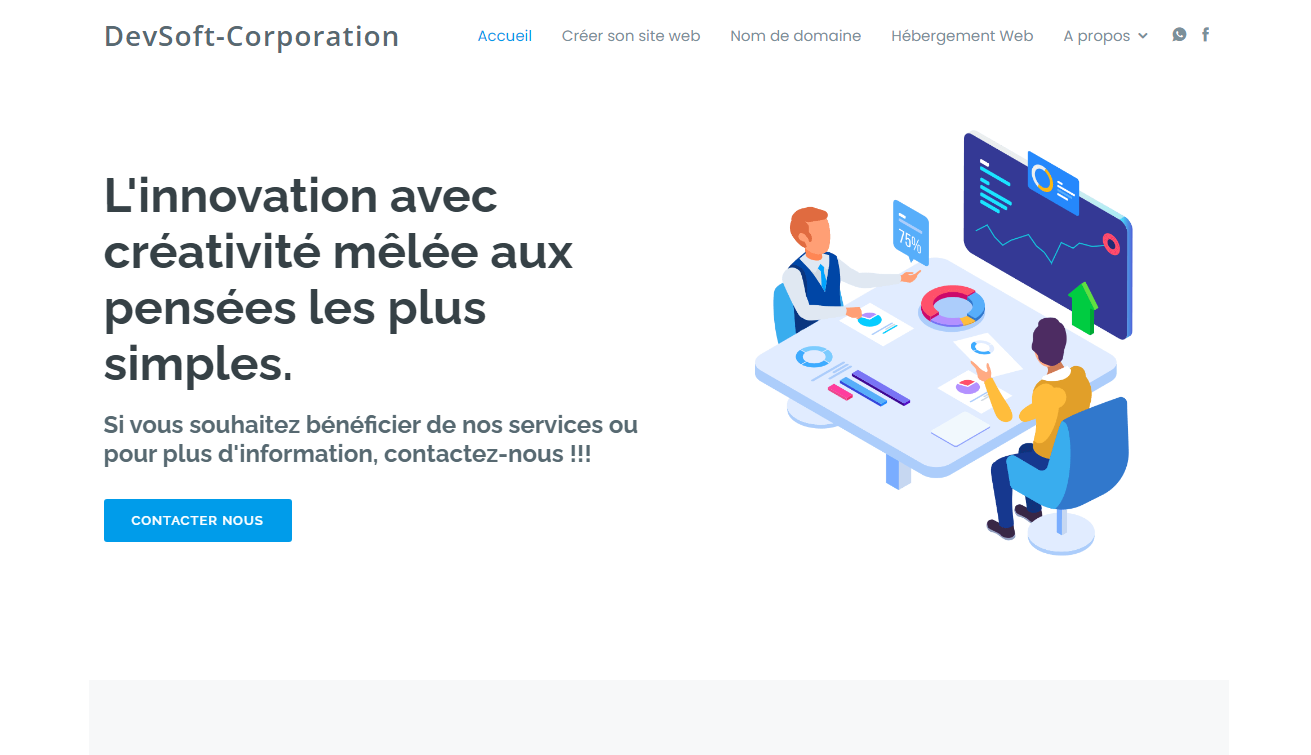 DevSoft-Corporation
Accueil Créer son site web Nom de domaine Hébergement Web A propos
L'innovation avec
créativité mêlée aux
pensées les plus
simples.
75%
Si vous souhaitez bénéficier de nos services ou
pour plus d'information, contactez-nous !!!
CONTACTER NOUS